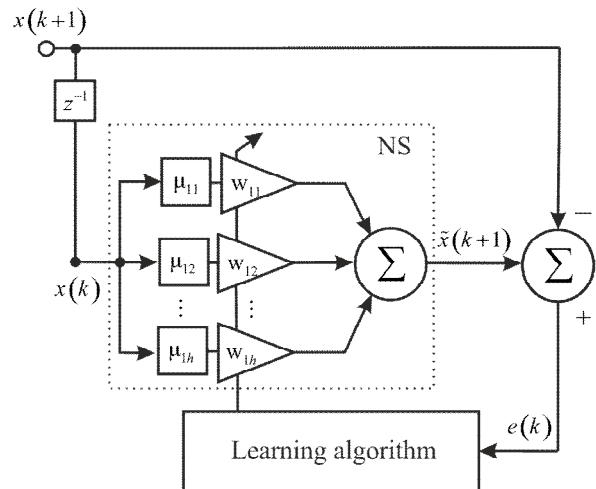 x(k+1)
z⁻¹
NS
μ₁₁ w₁₁
x̃(k+1)
−
μ₁₂ w₁₂ Σ Σ
x(k)
⋮ ⋮
+
μ₁ₕ w₁ₕ
e(k)
Learning algorithm